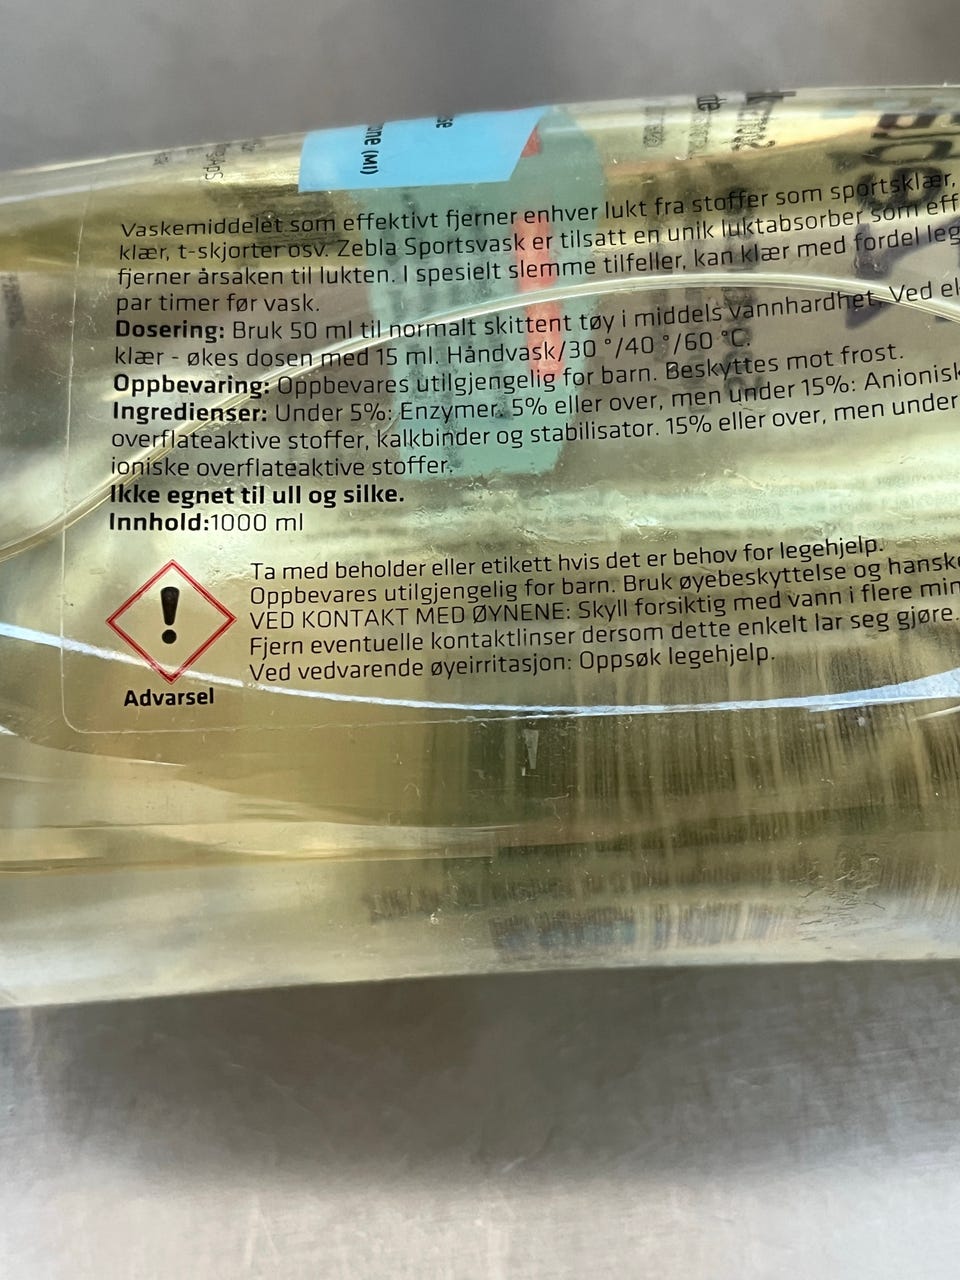 Vaskemiddelet som effektivt fjerner enhver lukt fra stoffer som sportsklær,
klær, t-skjorter osv. Zebla Sportsvask er tilsatt en unik luktabsorber som eff
fjerner årsaken til lukten. I spesielt slemme tilfeller, kan klær med fordel leg
par timer før vask.
Dosering: Bruk 50 ml til normalt skittent tøy i middels vannhardhet. Ved ek
klær - økes dosen med 15 ml. Håndvask/30 °/40 °/60 °C.
Oppbevaring: Oppbevares utilgjengelig for barn. Beskyttes mot frost.
Ingredienser: Under 5%: Enzymer. 5% eller over, men under 15%: Anionisk
overflateaktive stoffer, kalkbinder og stabilisator. 15% eller over, men under
ioniske overflateaktive stoffer.
Ikke egnet til ull og silke.
Innhold:1000 ml
Ta med beholder eller etikett hvis det er behov for legehjelp.
Oppbevares utilgjengelig for barn. Bruk øyebeskyttelse og hanske
VED KONTAKT MED ØYNENE: Skyll forsiktig med vann i flere min
Fjern eventuelle kontaktlinser dersom dette enkelt lar seg gjøre.
Ved vedvarende øyeirritasjon: Oppsøk legehjelp.
Advarsel